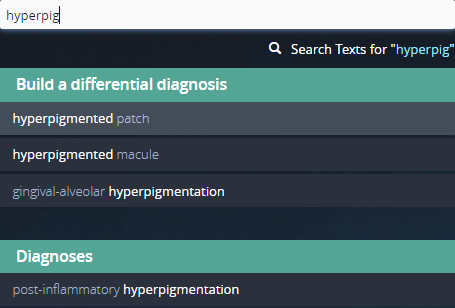 hyperpig
Search Texts for "hyperpig"
Build a differential diagnosis
hyperpigmented patch
hyperpigmented macule
gingival-alveolar hyperpigmentation
Diagnoses
post-inflammatory hyperpigmentation